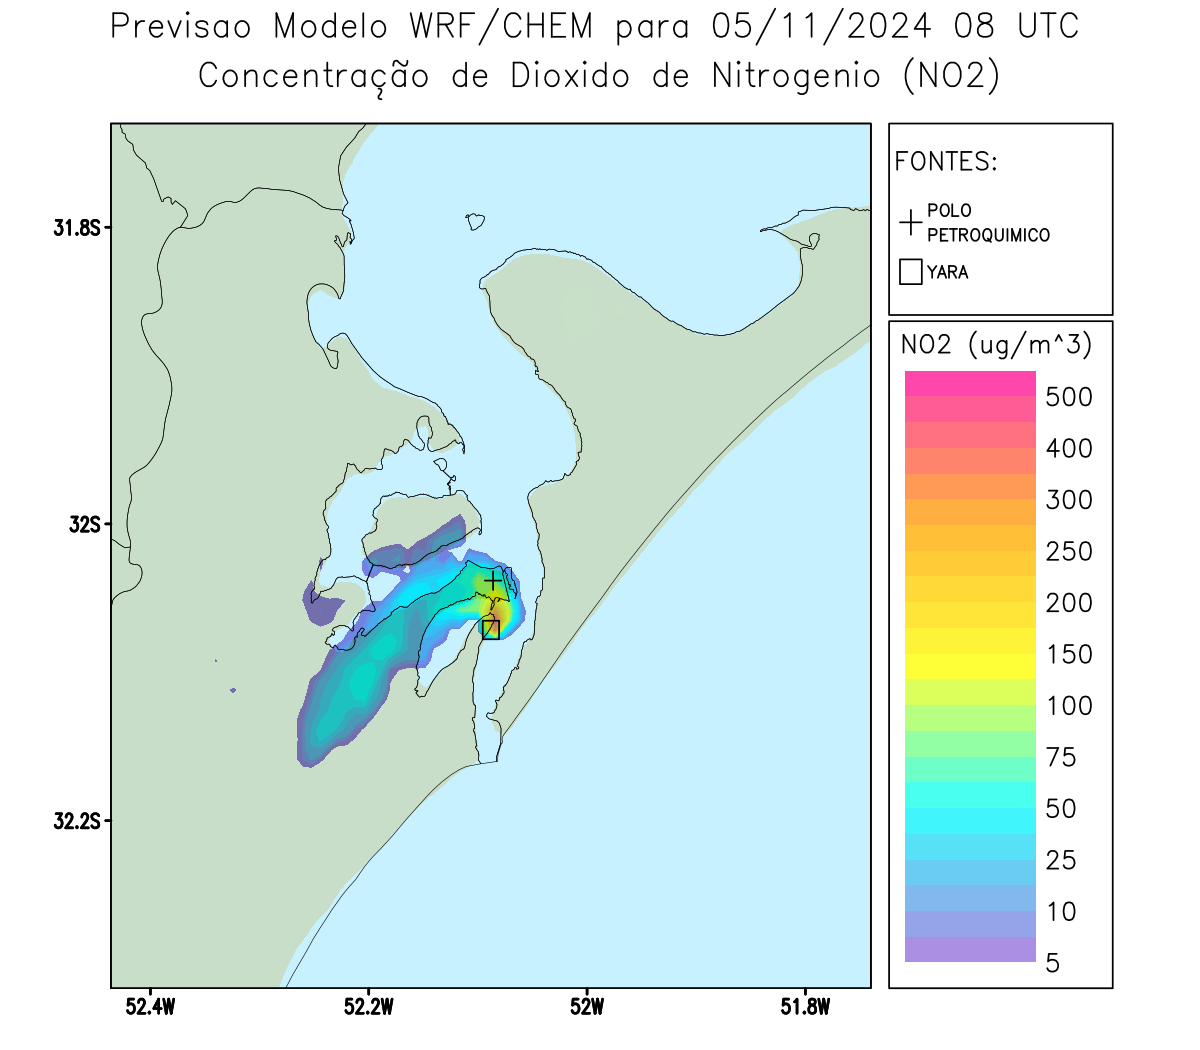 Previsao Modelo WRF/CHEM para 05/11/2024 08 UTC
Concentração de Dioxido de Nitrogenio (NO2)
FONTES:
POLO
PETROQUIMICO
YARA
31.8S
32S
32.2S
52.4W
52.2W
52W
51.8W
NO2 (ug/m^3)
500
400
300
250
200
150
100
75
50
25
10
5